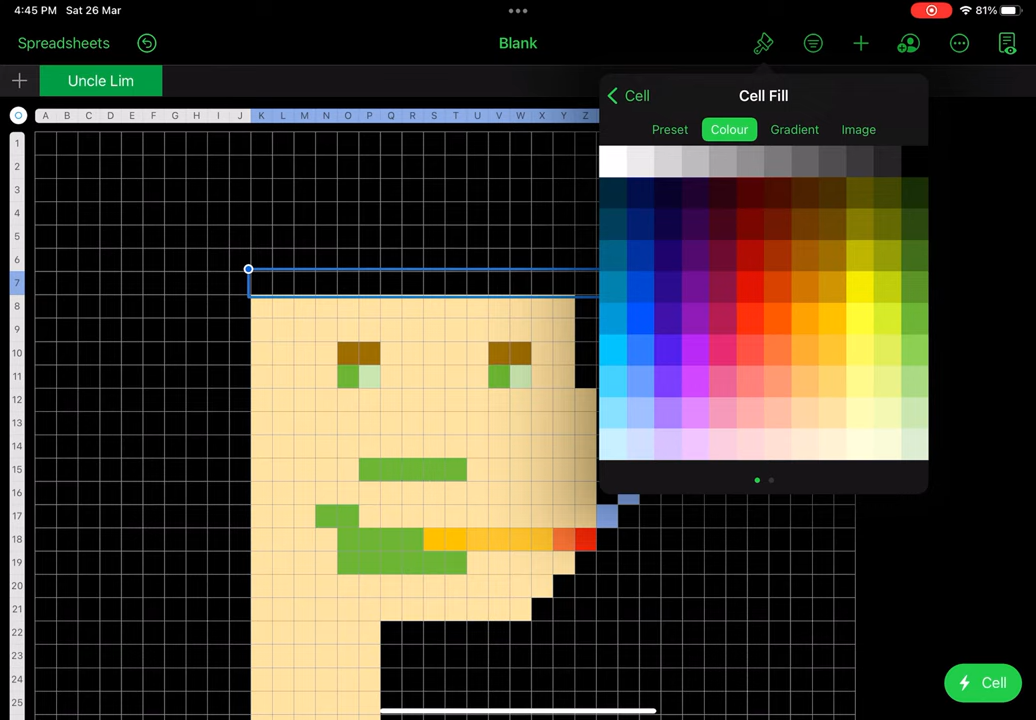 4:45 PM Sat 26 Mar
81%
Spreadsheets
Blank
Uncle Lim
Cell
Cell Fill
Preset Colour Gradient Image
A B C D E F G H I J K L M N O P Q R S T U V W X Y Z
1
2
3
4
5
6
7
8
9
10
11
12
13
14
15
16
17
18
19
20
21
22
23
24
25
Cell